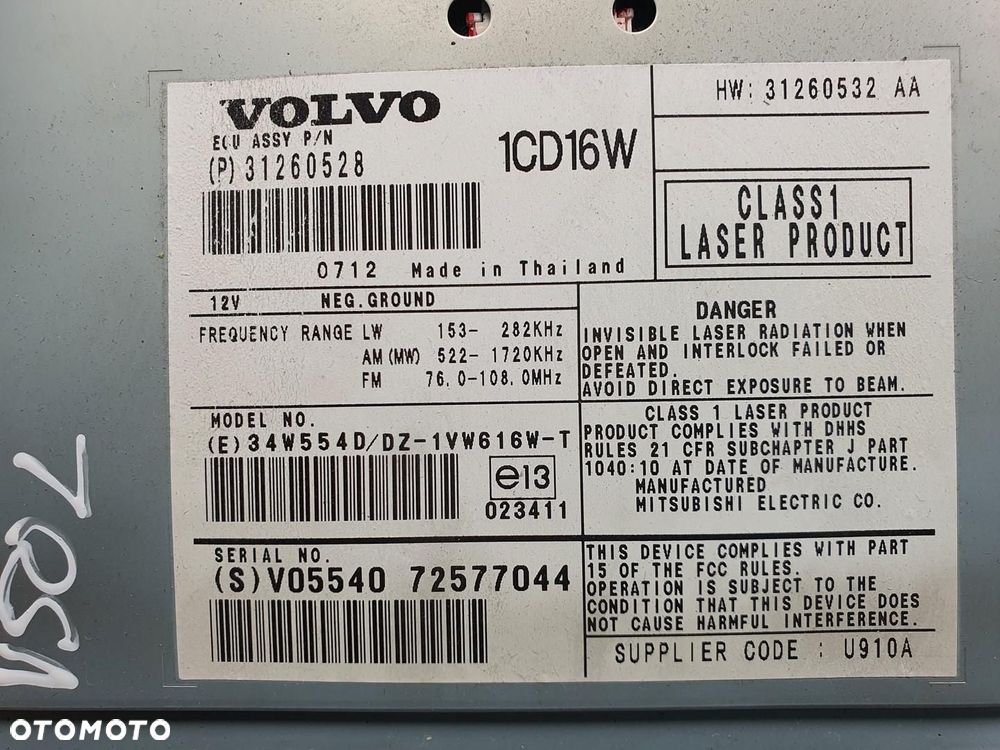 VOLVO
ECU ASSY P/N
(P) 31260528
1CD16W
0712 Made in Thailand
HW: 31260532 AA
CLASS1
LASER PRODUCT
12V NEG.GROUND
FREQUENCY RANGE LW 153- 282KHz
AM (MW) 522- 1720KHz
FM 76.0-108.0MHz
DANGER
INVISIBLE LASER RADIATION WHEN
OPEN AND INTERLOCK FAILED OR
DEFEATED.
AVOID DIRECT EXPOSURE TO BEAM.
MODEL NO.
(E) 34W554D/DZ-1VW616W-T
e13
023411
CLASS 1 LASER PRODUCT
PRODUCT COMPLIES WITH DHHS
RULES 21 CFR SUBCHAPTER J PART
1040:10 AT DATE OF MANUFACTURE.
MANUFACTURED
MITSUBISHI ELECTRIC CO.
SERIAL NO.
(S) V05540 72577044
THIS DEVICE COMPLIES WITH PART
15 OF THE FCC RULES.
OPERATION IS SUBJECT TO THE
CONDITION THAT THIS DEVICE DOES
NOT CAUSE HARMFUL INTERFERENCE.
SUPPLIER CODE : U910A
OTOMOTO